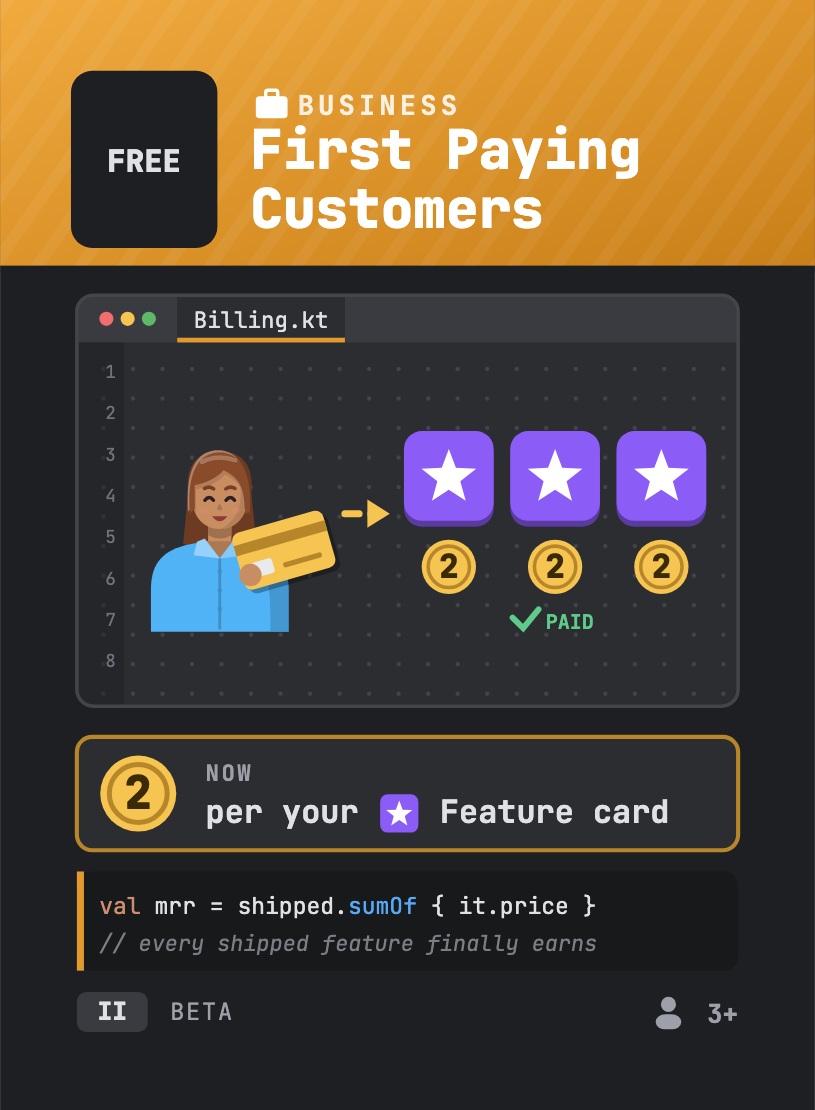 FREE
BUSINESS
First Paying
Customers
Billing.kt
1
2
3
4
5
6
7
8
2 2 2
PAID
2
NOW
per your Feature card
val mrr = shipped.sumOf { it.price }
// every shipped feature finally earns
II BETA 3+